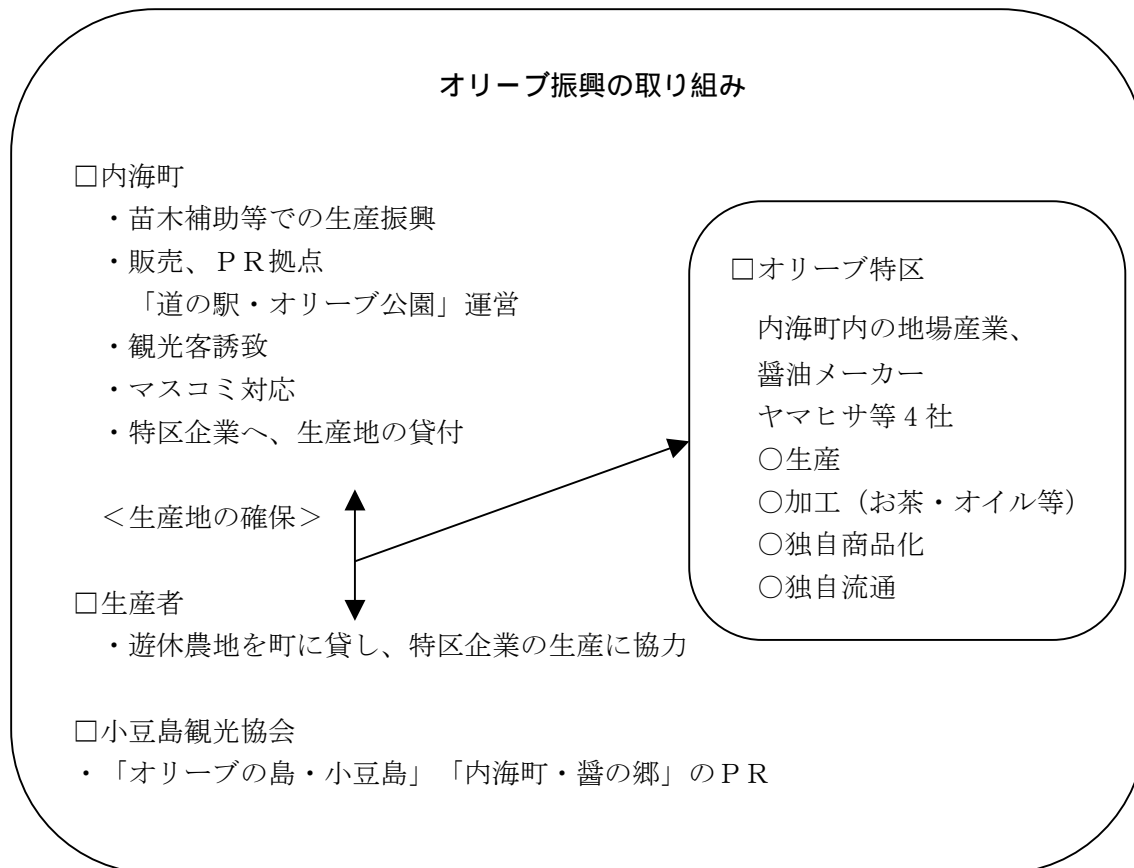 オリーブ振興の取り組み
□内海町
・苗木補助等での生産振興
・販売、ＰＲ拠点
「道の駅・オリーブ公園」運営
・観光客誘致
・マスコミ対応
・特区企業へ、生産地の貸付
＜生産地の確保＞
□生産者
・遊休農地を町に貸し、特区企業の生産に協力
□小豆島観光協会
・「オリーブの島・小豆島」「内海町・醤の郷」のＰＲ
□オリーブ特区
内海町内の地場産業、
醤油メーカー
ヤマヒサ等４社
○生産
○加工（お茶・オイル等）
○独自商品化
○独自流通